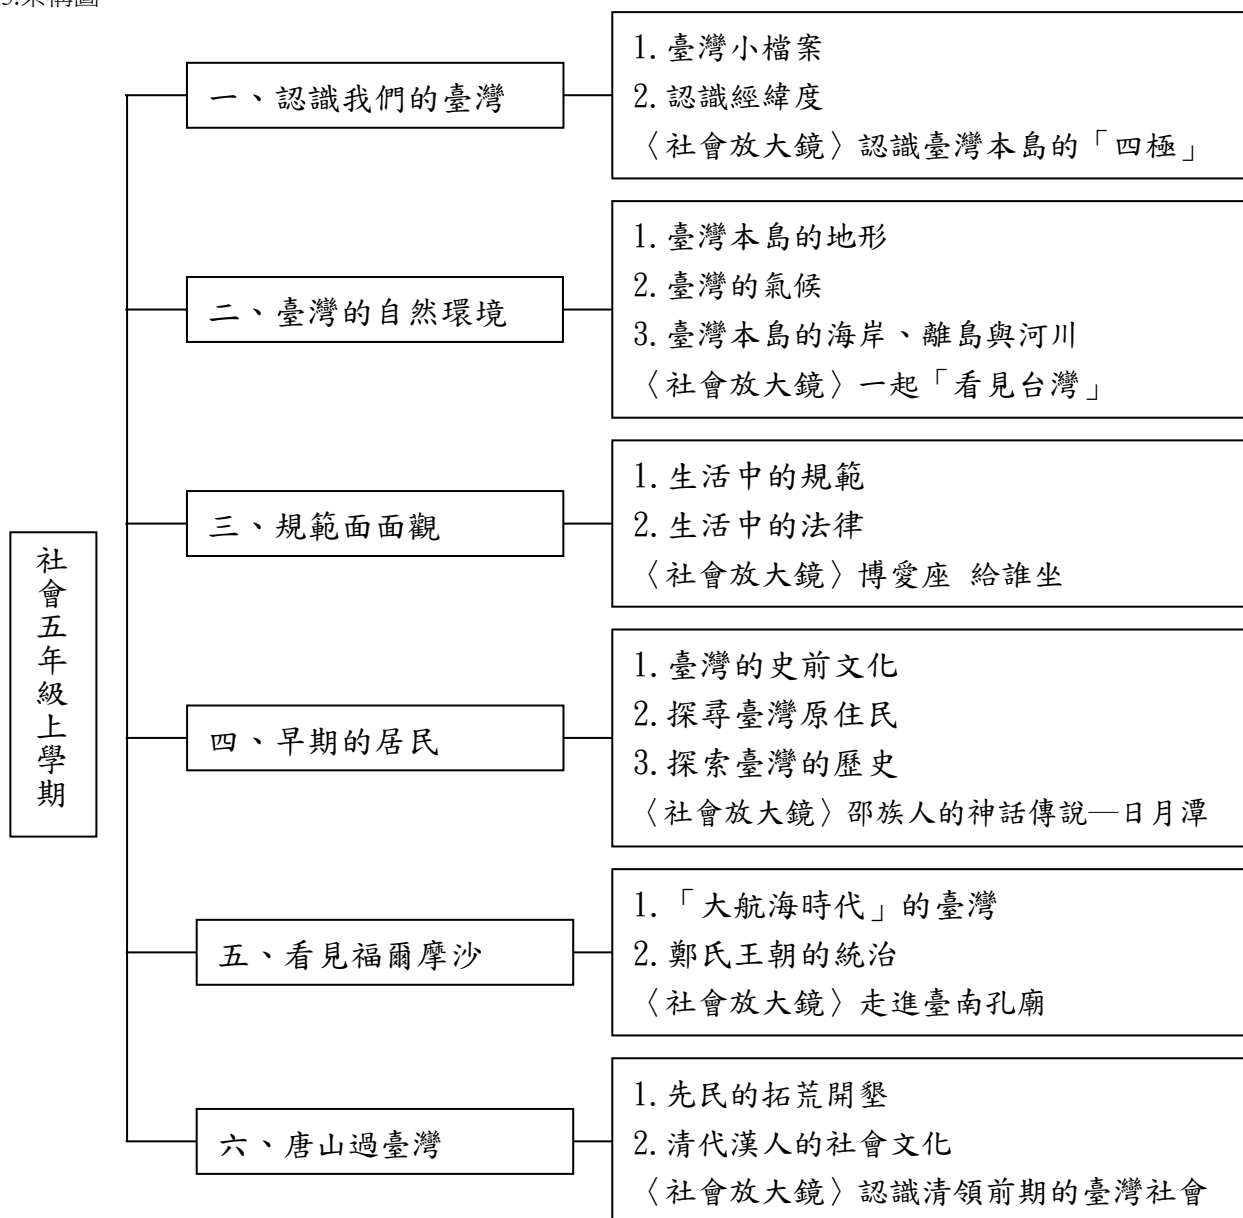 5.架構圖
社會五年級上學期
一、認識我們的臺灣
1.臺灣小檔案
2.認識經緯度
〈社會放大鏡〉認識臺灣本島的「四極」
二、臺灣的自然環境
1.臺灣本島的地形
2.臺灣的氣候
3.臺灣本島的海岸、離島與河川
〈社會放大鏡〉一起「看見台灣」
三、規範面面觀
1.生活中的規範
2.生活中的法律
〈社會放大鏡〉博愛座 給誰坐
四、早期的居民
1.臺灣的史前文化
2.探尋臺灣原住民
3.探索臺灣的歷史
〈社會放大鏡〉邵族人的神話傳說—日月潭
五、看見福爾摩沙
1.「大航海時代」的臺灣
2.鄭氏王朝的統治
〈社會放大鏡〉走進臺南孔廟
六、唐山過臺灣
1.先民的拓荒開墾
2.清代漢人的社會文化
〈社會放大鏡〉認識清領前期的臺灣社會